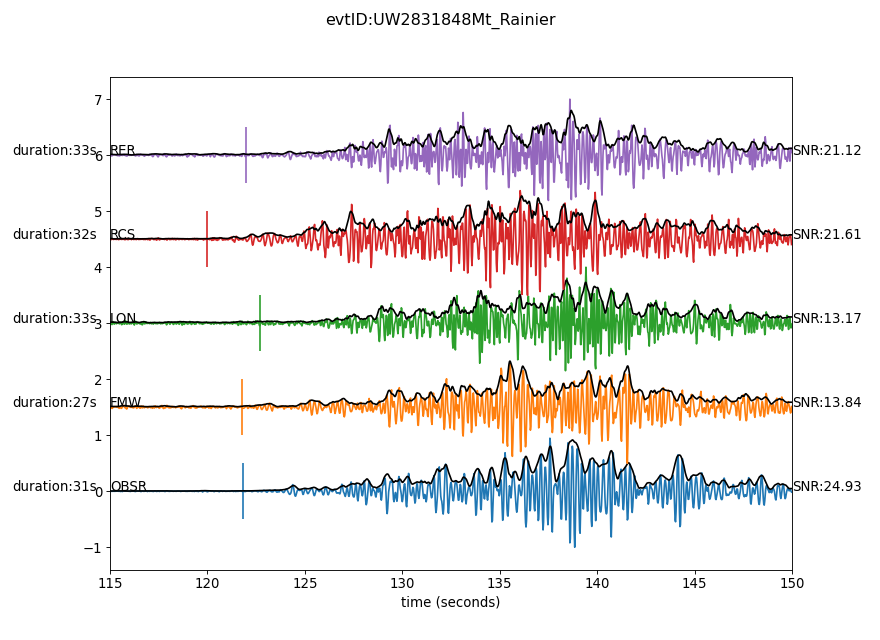 evtID:UW2831848Mt_Rainier
7
duration:33s 6 RER SNR:21.12
5
duration:32s RCS SNR:21.61
4
duration:33s 3 LON SNR:13.17
2
duration:27s FMW SNR:13.84
1
duration:31s 0 OBSR SNR:24.93
−1
115 120 125 130 135 140 145 150
time (seconds)